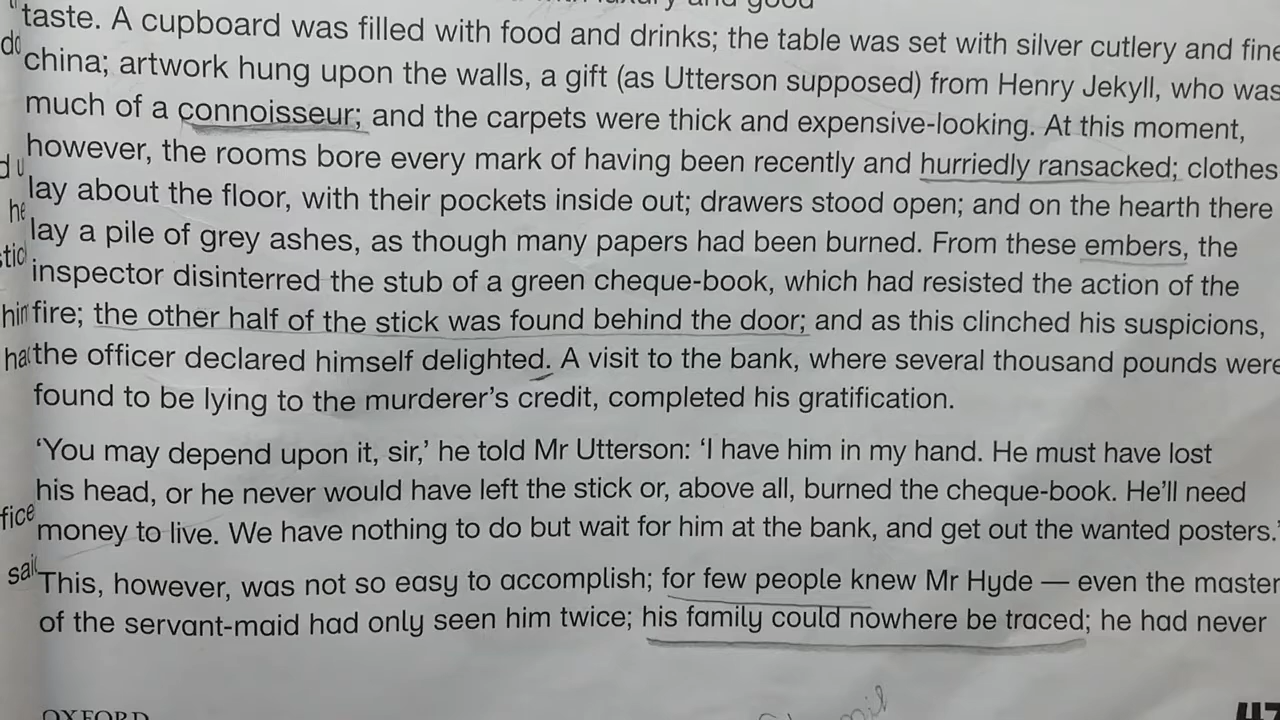 taste. A cupboard was filled with food and drinks; the table was set with silver cutlery and fine
china; artwork hung upon the walls, a gift (as Utterson supposed) from Henry Jekyll, who was
much of a connoisseur; and the carpets were thick and expensive-looking. At this moment,
however, the rooms bore every mark of having been recently and hurriedly ransacked; clothes
lay about the floor, with their pockets inside out; drawers stood open; and on the hearth there
lay a pile of grey ashes, as though many papers had been burned. From these embers, the
inspector disinterred the stub of a green cheque-book, which had resisted the action of the
fire; the other half of the stick was found behind the door; and as this clinched his suspicions,
the officer declared himself delighted. A visit to the bank, where several thousand pounds were
found to be lying to the murderer's credit, completed his gratification.
‘You may depend upon it, sir,’ he told Mr Utterson: ‘I have him in my hand. He must have lost
his head, or he never would have left the stick or, above all, burned the cheque-book. He’ll need
money to live. We have nothing to do but wait for him at the bank, and get out the wanted posters.’
This, however, was not so easy to accomplish; for few people knew Mr Hyde — even the master
of the servant-maid had only seen him twice; his family could nowhere be traced; he had never
OXFORD
47